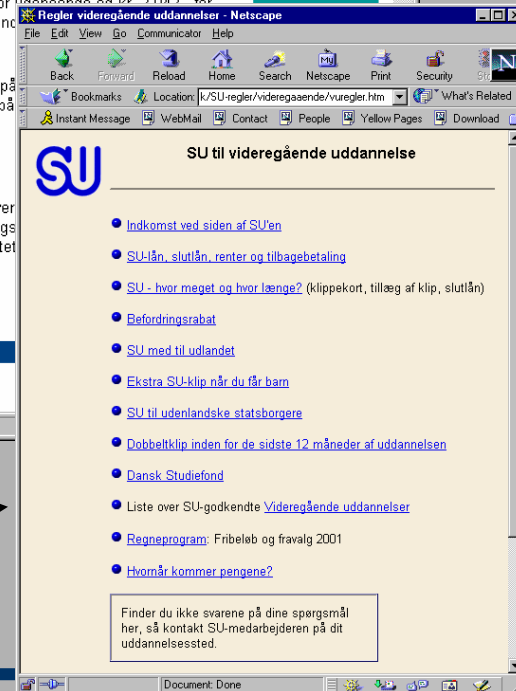 Regler videregående uddannelser - Netscape
File Edit View Go Communicator Help
Back Forward Reload Home Search Netscape Print Security
Bookmarks Location: k/SU-regler/videregaaende/vuregler.htm What's Related
Instant Message WebMail Contact People Yellow Pages Download
SU
SU til videregående uddannelse
Indkomst ved siden af SU'en
SU-lån, slutlån, renter og tilbagebetaling
SU - hvor meget og hvor længe? (klippekort, tillæg af klip, slutlån)
Befordringsrabat
SU med til udlandet
Ekstra SU-klip når du får barn
SU til udenlandske statsborgere
Dobbeltklip inden for de sidste 12 måneder af uddannelsen
Dansk Studiefond
Liste over SU-godkendte Videregående uddannelser
Regneprogram: Fribeløb og fravalg 2001
Hvornår kommer pengene?
Finder du ikke svarene på dine spørgsmål
her, så kontakt SU-medarbejderen på dit
uddannelsessted.
Document: Done